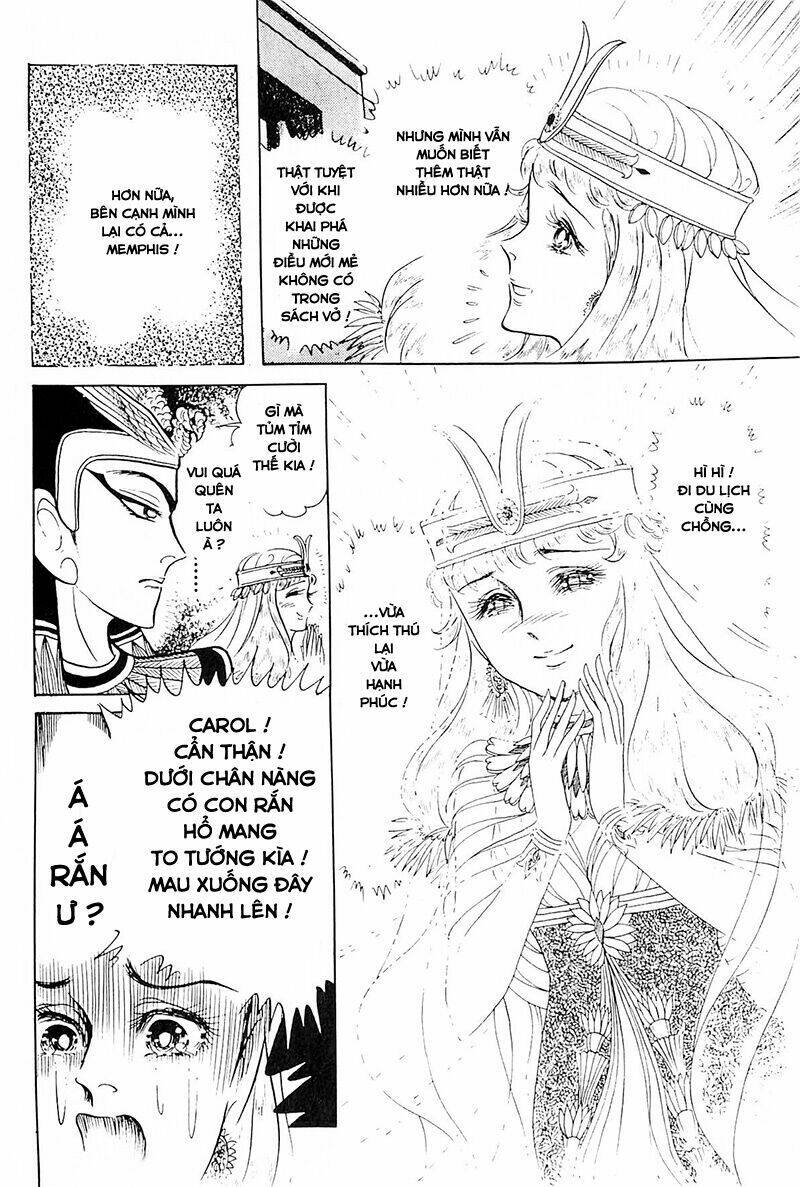 NHƯNG MÌNH VẪN
MUỐN BIẾT
THÊM THẬT
NHIỀU HƠN NỮA !
THẬT TUYỆT
VỚI KHI
ĐƯỢC
KHAI PHÁ
NHỮNG
ĐIỀU MỚI MẺ
KHÔNG CÓ
TRONG
SÁCH VỞ !
HƠN NỮA,
BÊN CẠNH MÌNH
LẠI CÓ CẢ...
MEMPHIS !
HÌ HÌ !
ĐI DU LỊCH
CÙNG
CHỒNG...
...VỪA
THÍCH THÚ
LẠI
VỪA
HẠNH
PHÚC !
GÌ MÀ
TỦM TỈM
CƯỜI
THẾ KIA !
VUI QUÁ
QUÊN
TA
LUÔN
À ?
CAROL !
CẨN THẬN !
DƯỚI CHÂN NÀNG
CÓ CON RẮN
HỔ MANG
TO TƯỚNG KÌA !
MAU XUỐNG ĐÂY
NHANH LÊN !
Á
Á
RẮN
Ư ?